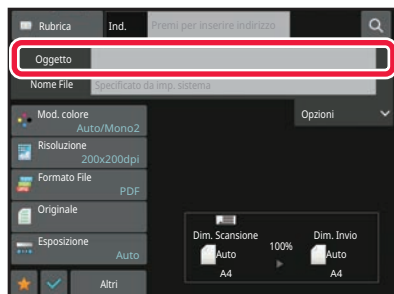 Rubrica Ind. Premi per inserire indirizzo
Oggetto
Nome File Specificato da imp. sistema
Mod. colore
Auto/Mono2
Opzioni
Risoluzione
200x200dpi
Formato File
PDF
Originale
Esposizione
Auto
Dim. Scansione 100% Dim. Invio
Auto Auto
A4 A4
Altri